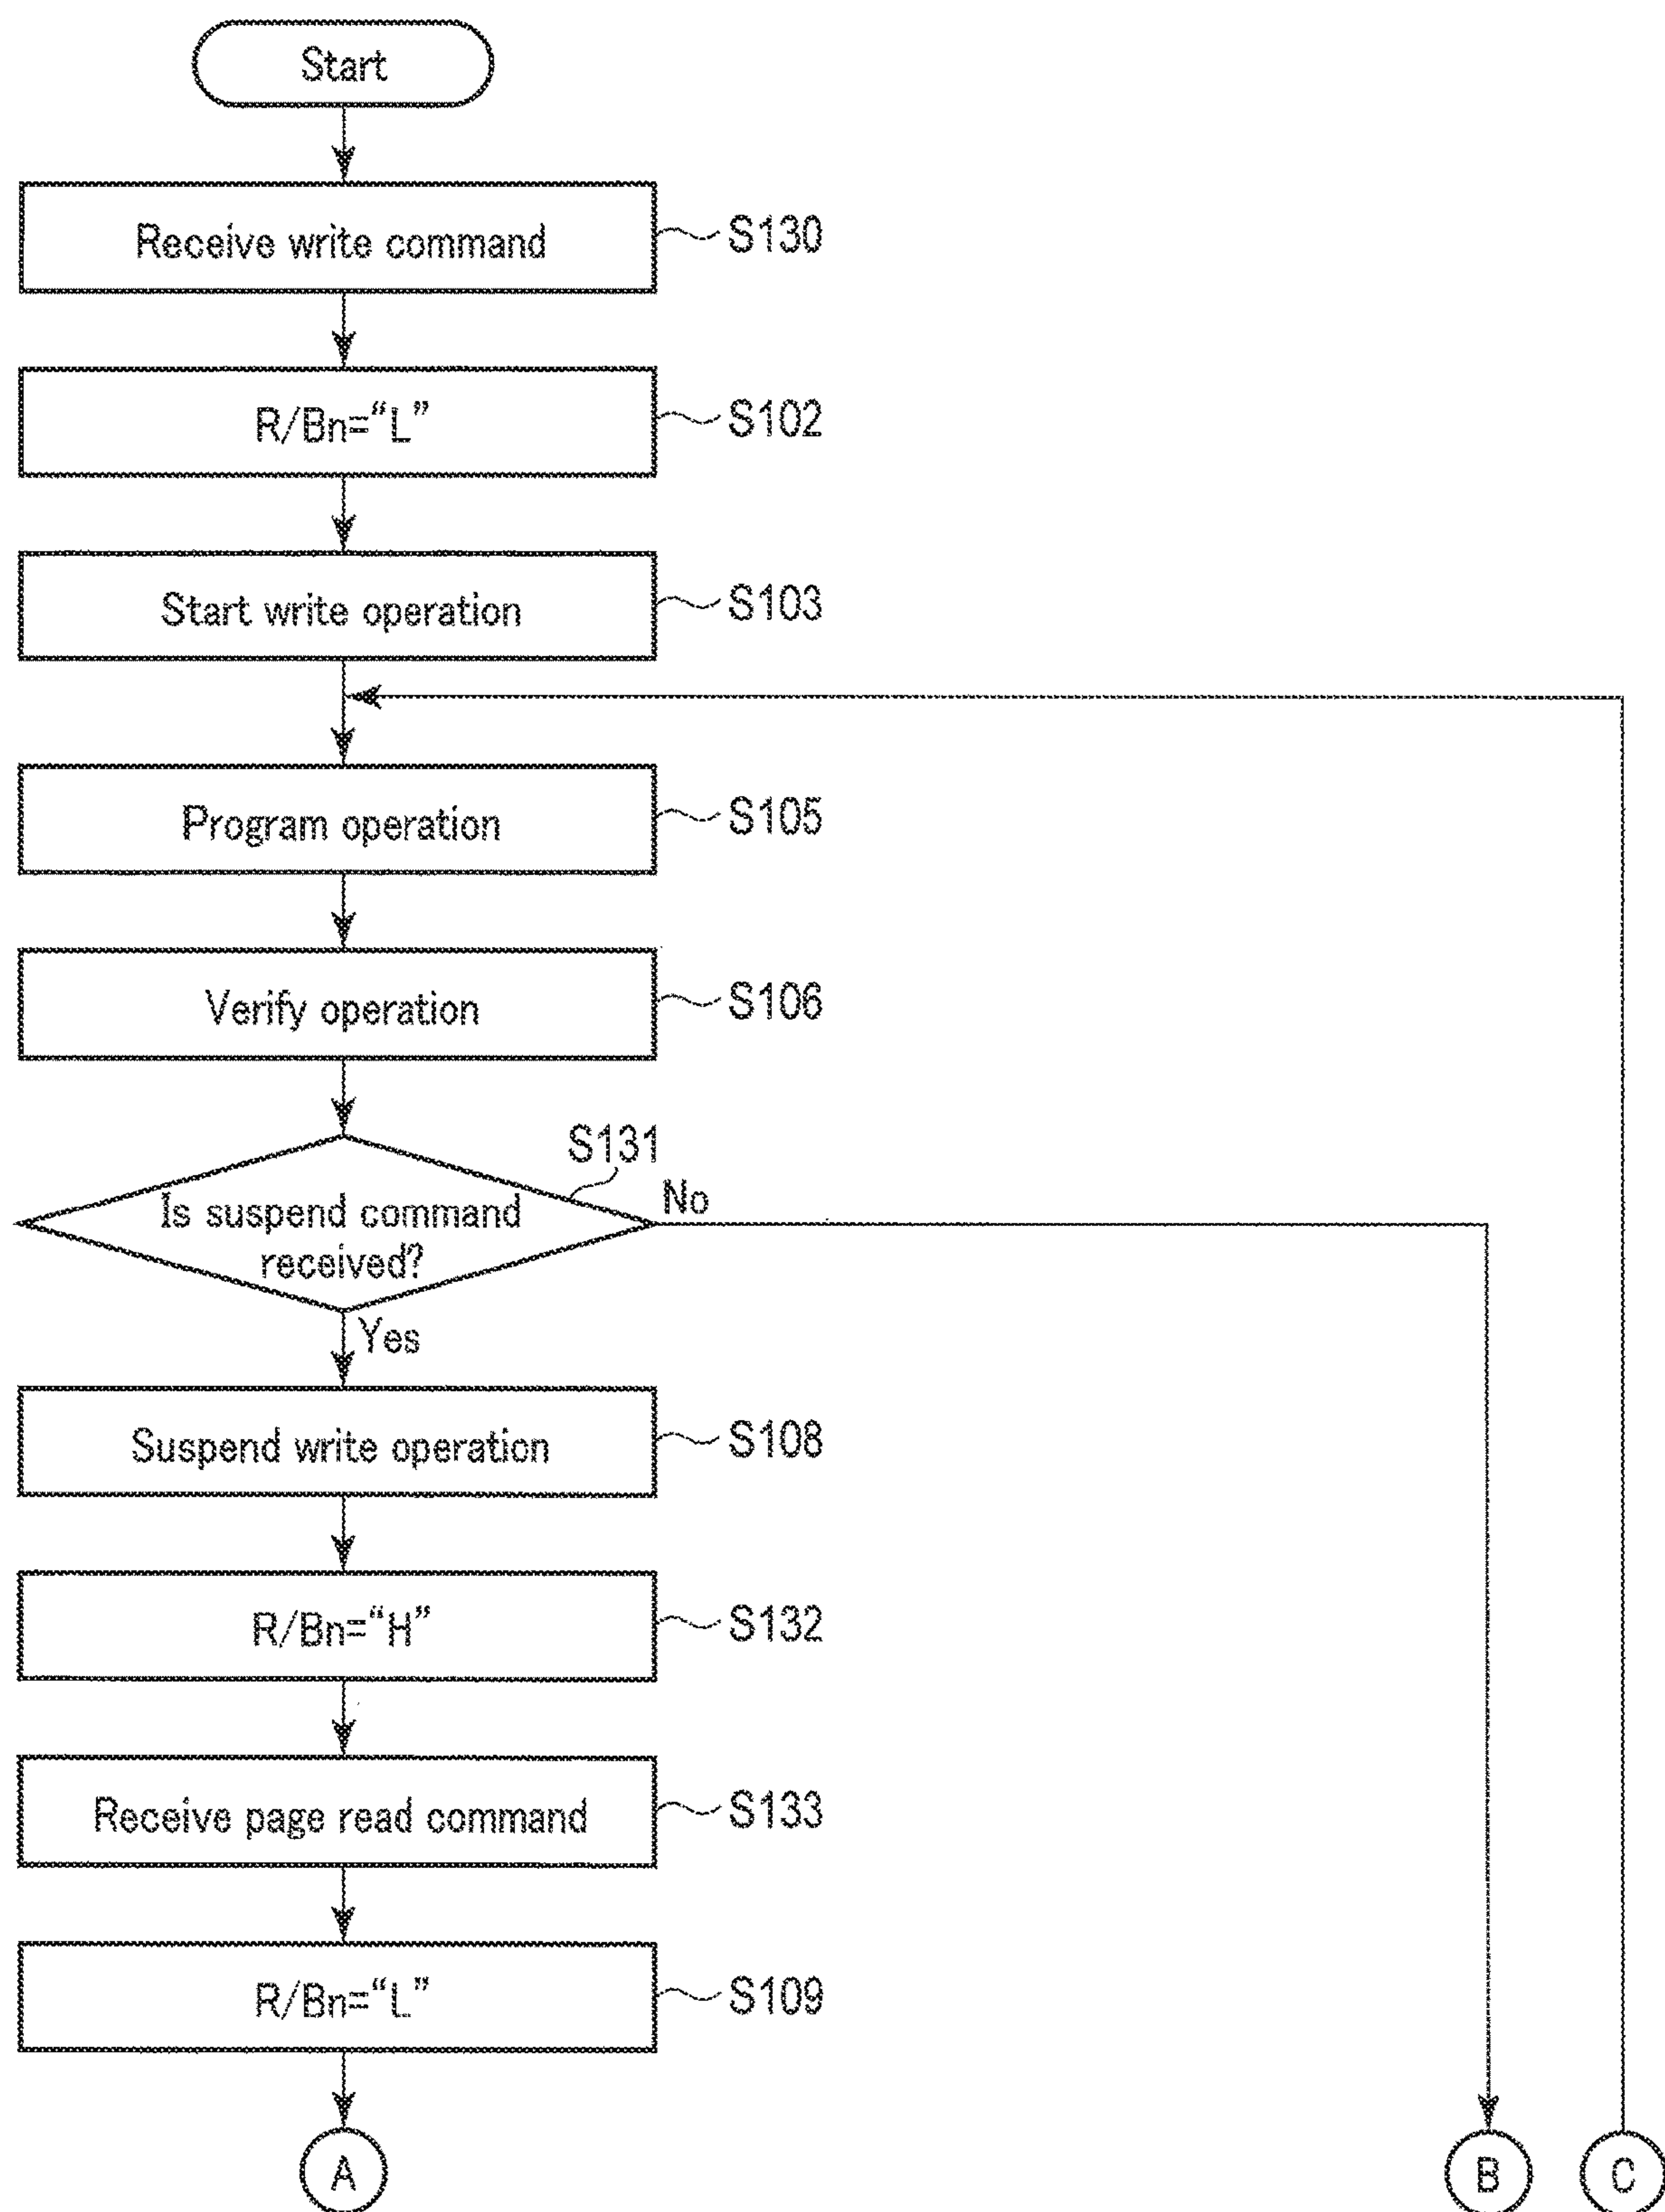 Start
Receive write command
S130
R/Bn=“L”
S102
Start write operation
S103
Program operation
S105
Verify operation
S106
S131
Is suspend command
received?
No
Yes
Suspend write operation
S108
R/Bn=“H”
S132
Receive page read command
S133
R/Bn=“L”
S109
A
B
C